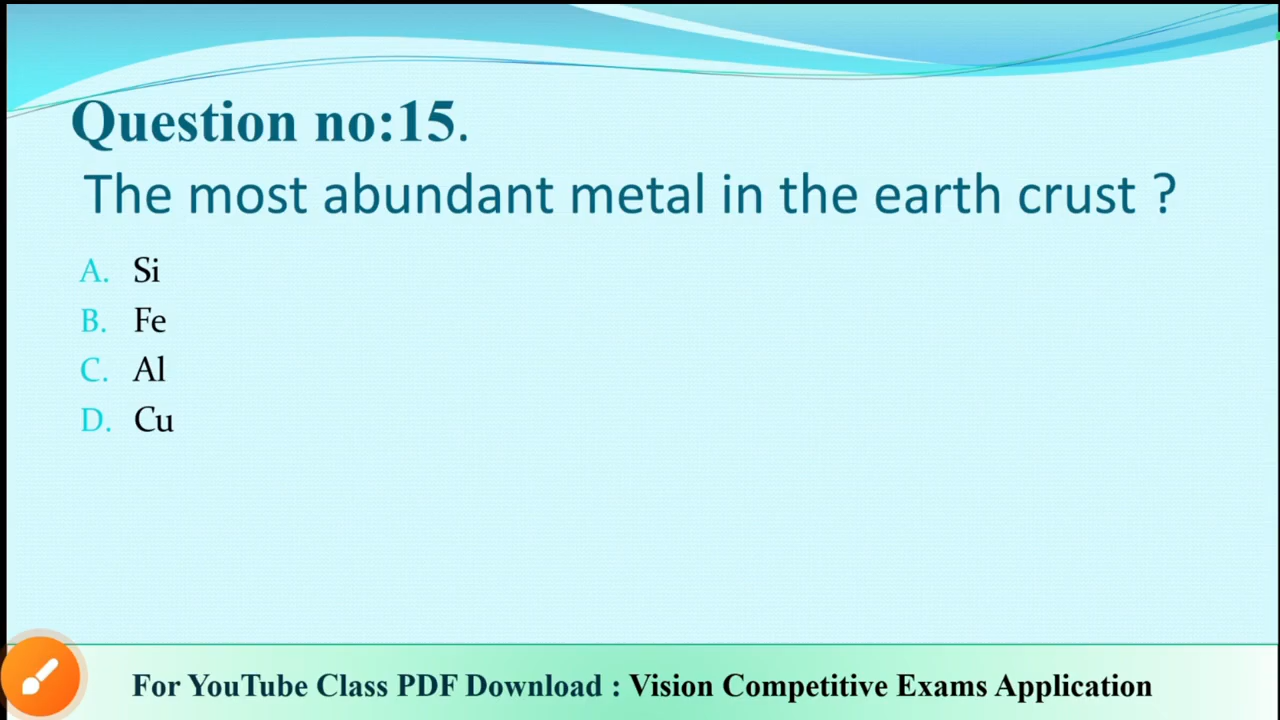 Question no:15.
The most abundant metal in the earth crust ?
A. Si
B. Fe
C. Al
D. Cu
For YouTube Class PDF Download : Vision Competitive Exams Application